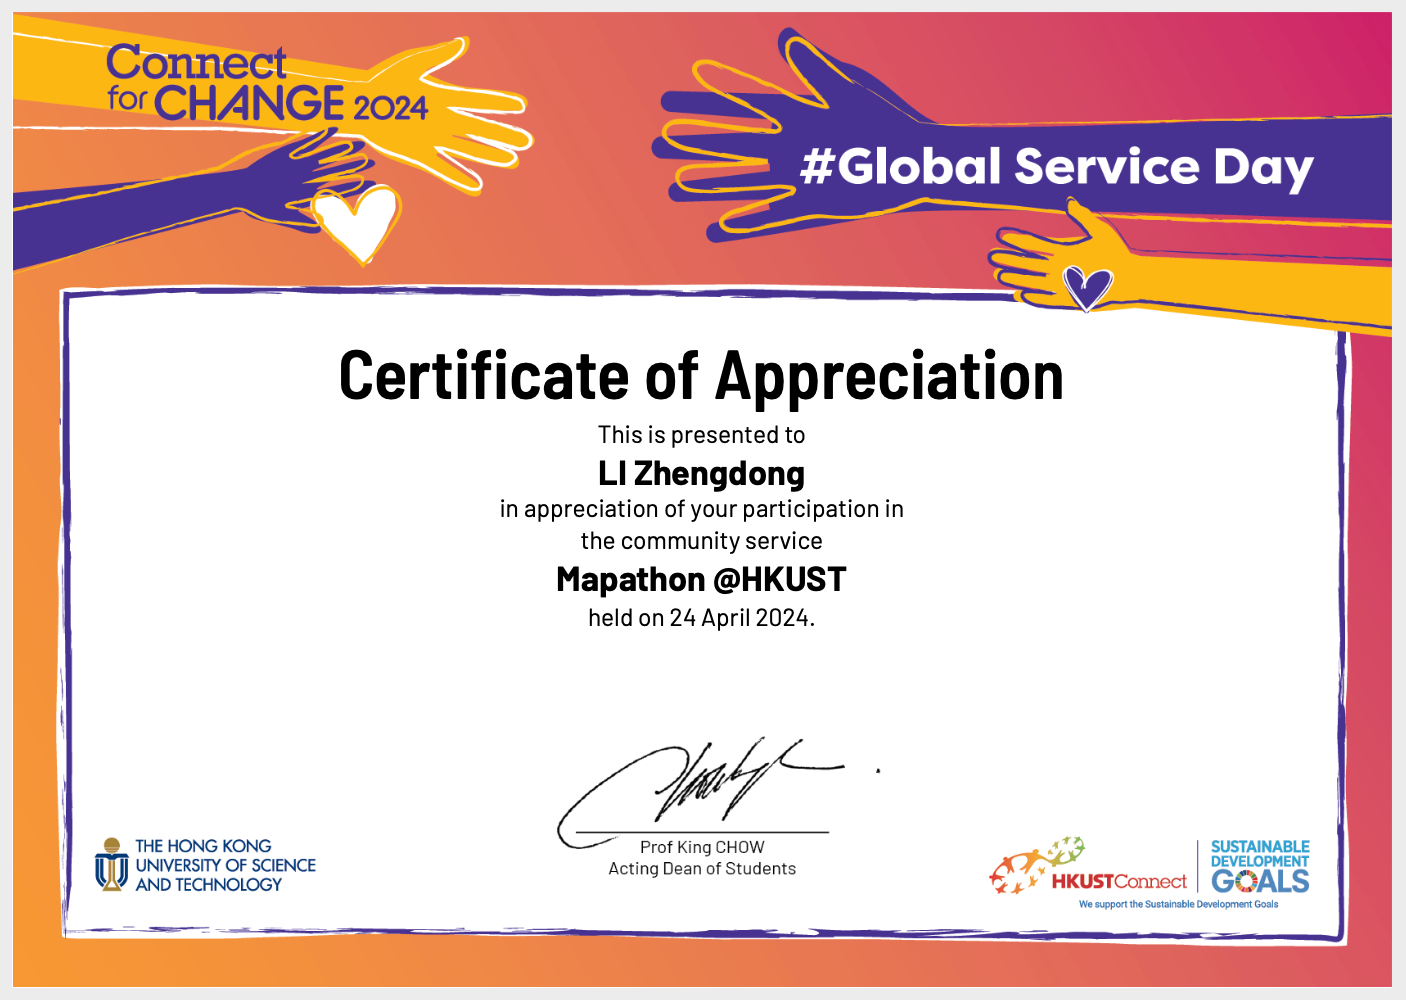 Connect
for CHANGE 2024
#Global Service Day
Certificate of Appreciation
This is presented to
LI Zhengdong
in appreciation of your participation in
the community service
Mapathon @HKUST
held on 24 April 2024.
Prof King CHOW
Acting Dean of Students
THE HONG KONG
UNIVERSITY OF SCIENCE
AND TECHNOLOGY
HKUSTConnect
SUSTAINABLE
DEVELOPMENT
GOALS
We support the Sustainable Development Goals